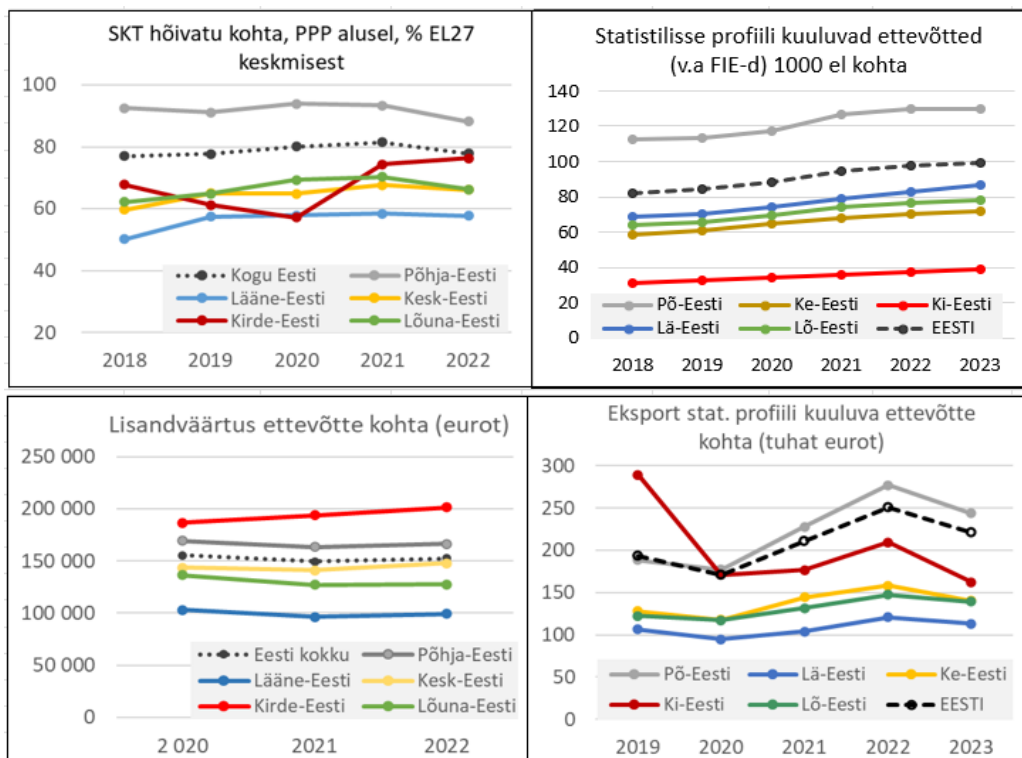 SKT hõivatu kohta, PPP alusel, % EL27
keskmisest
100
80
60
40
20
Kogu Eesti
Põhja-Eesti
Lääne-Eesti
Kesk-Eesti
Kirde-Eesti
Lõuna-Eesti
2018 2019 2020 2021 2022
Statistilisse profiili kuuluvad ettevõtted
(v.a FIE-d) 1000 el kohta
140
120
100
80
60
40
20
0
Põ-Eesti
Ke-Eesti
Ki-Eesti
Lä-Eesti
Lõ-Eesti
EESTI
2018 2019 2020 2021 2022 2023
Lisandväärtus ettevõtte kohta (eurot)
250 000
200 000
150 000
100 000
50 000
0
Eesti kokku
Põhja-Eesti
Lääne-Eesti
Kesk-Eesti
Kirde-Eesti
Lõuna-Eesti
2 020 2021 2022
Eksport stat. profiili kuuluva ettevõtte
kohta (tuhat eurot)
300
250
200
150
100
50
0
Põ-Eesti
Lä-Eesti
Ke-Eesti
Ki-Eesti
Lõ-Eesti
EESTI
2019 2020 2021 2022 2023